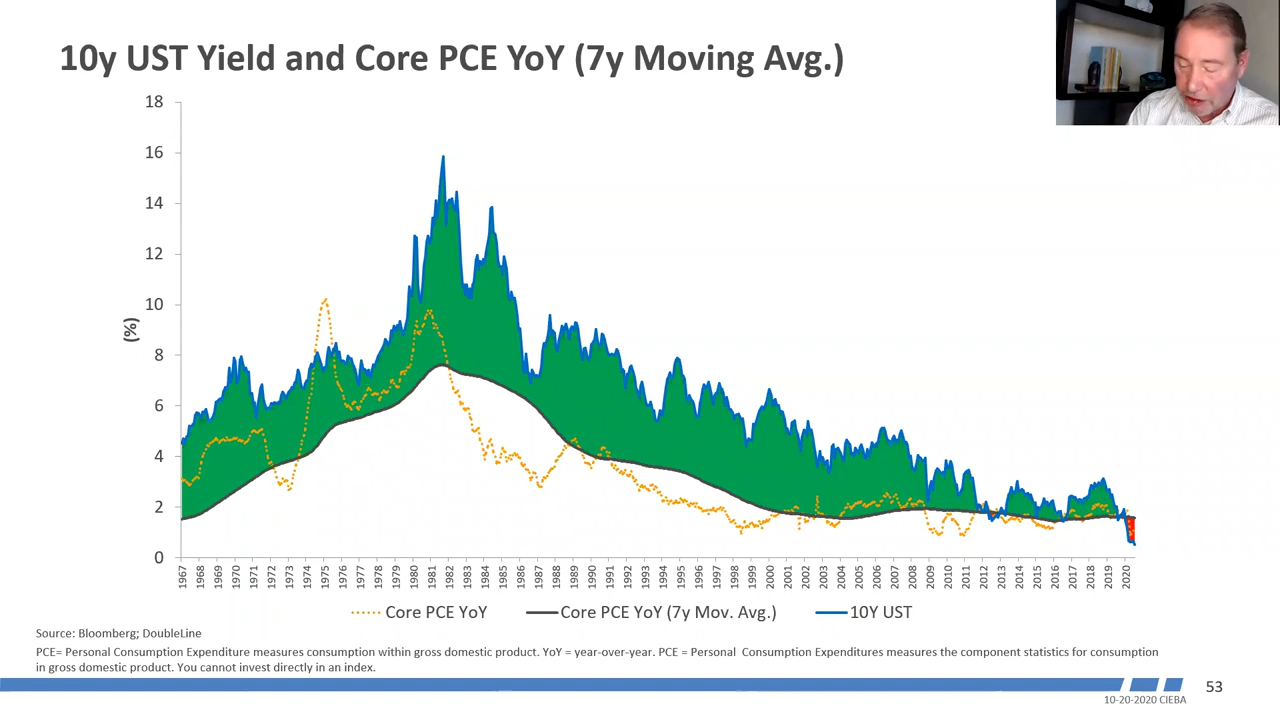 10y UST Yield and Core PCE YoY (7y Moving Avg.)
18
16
14
12
10
8
6
4
2
0
(%)
1967 1968 1969 1970 1971 1972 1973 1974 1975 1976 1977 1978 1979 1980 1981 1982 1983 1984 1985 1986 1987 1988 1989 1990 1991 1992 1993 1994 1995 1996 1997 1998 1999 2000 2001 2002 2003 2004 2005 2006 2007 2008 2009 2010 2011 2012 2013 2014 2015 2016 2017 2018 2019 2020
Core PCE YoY Core PCE YoY (7y Mov. Avg.) 10Y UST
Source: Bloomberg; DoubleLine
PCE= Personal Consumption Expenditure measures consumption within gross domestic product. YoY = year-over-year. PCE = Personal Consumption Expenditures measures the component statistics for consumption
in gross domestic product. You cannot invest directly in an index.
53
10-20-2020 CIEBA